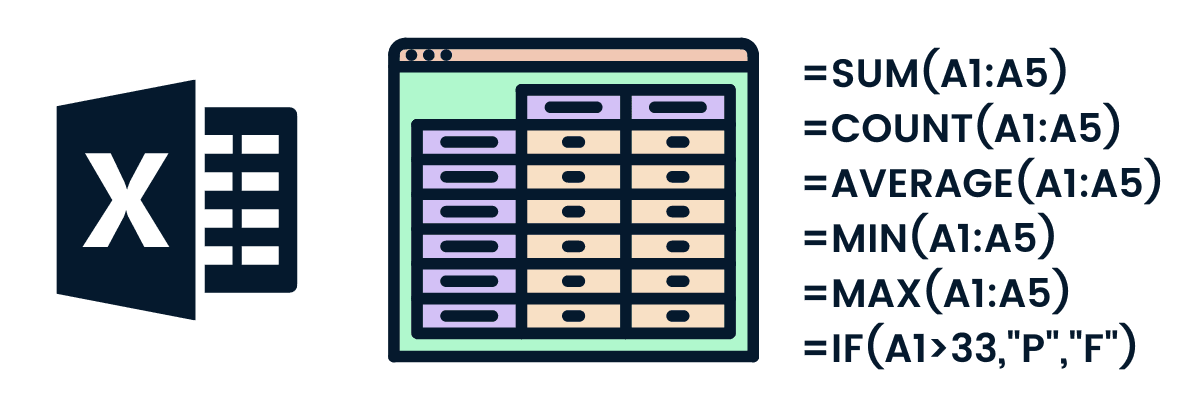 X
=SUM(A1:A5)
=COUNT(A1:A5)
=AVERAGE(A1:A5)
=MIN(A1:A5)
=MAX(A1:A5)
=IF(A1>33,"P","F")